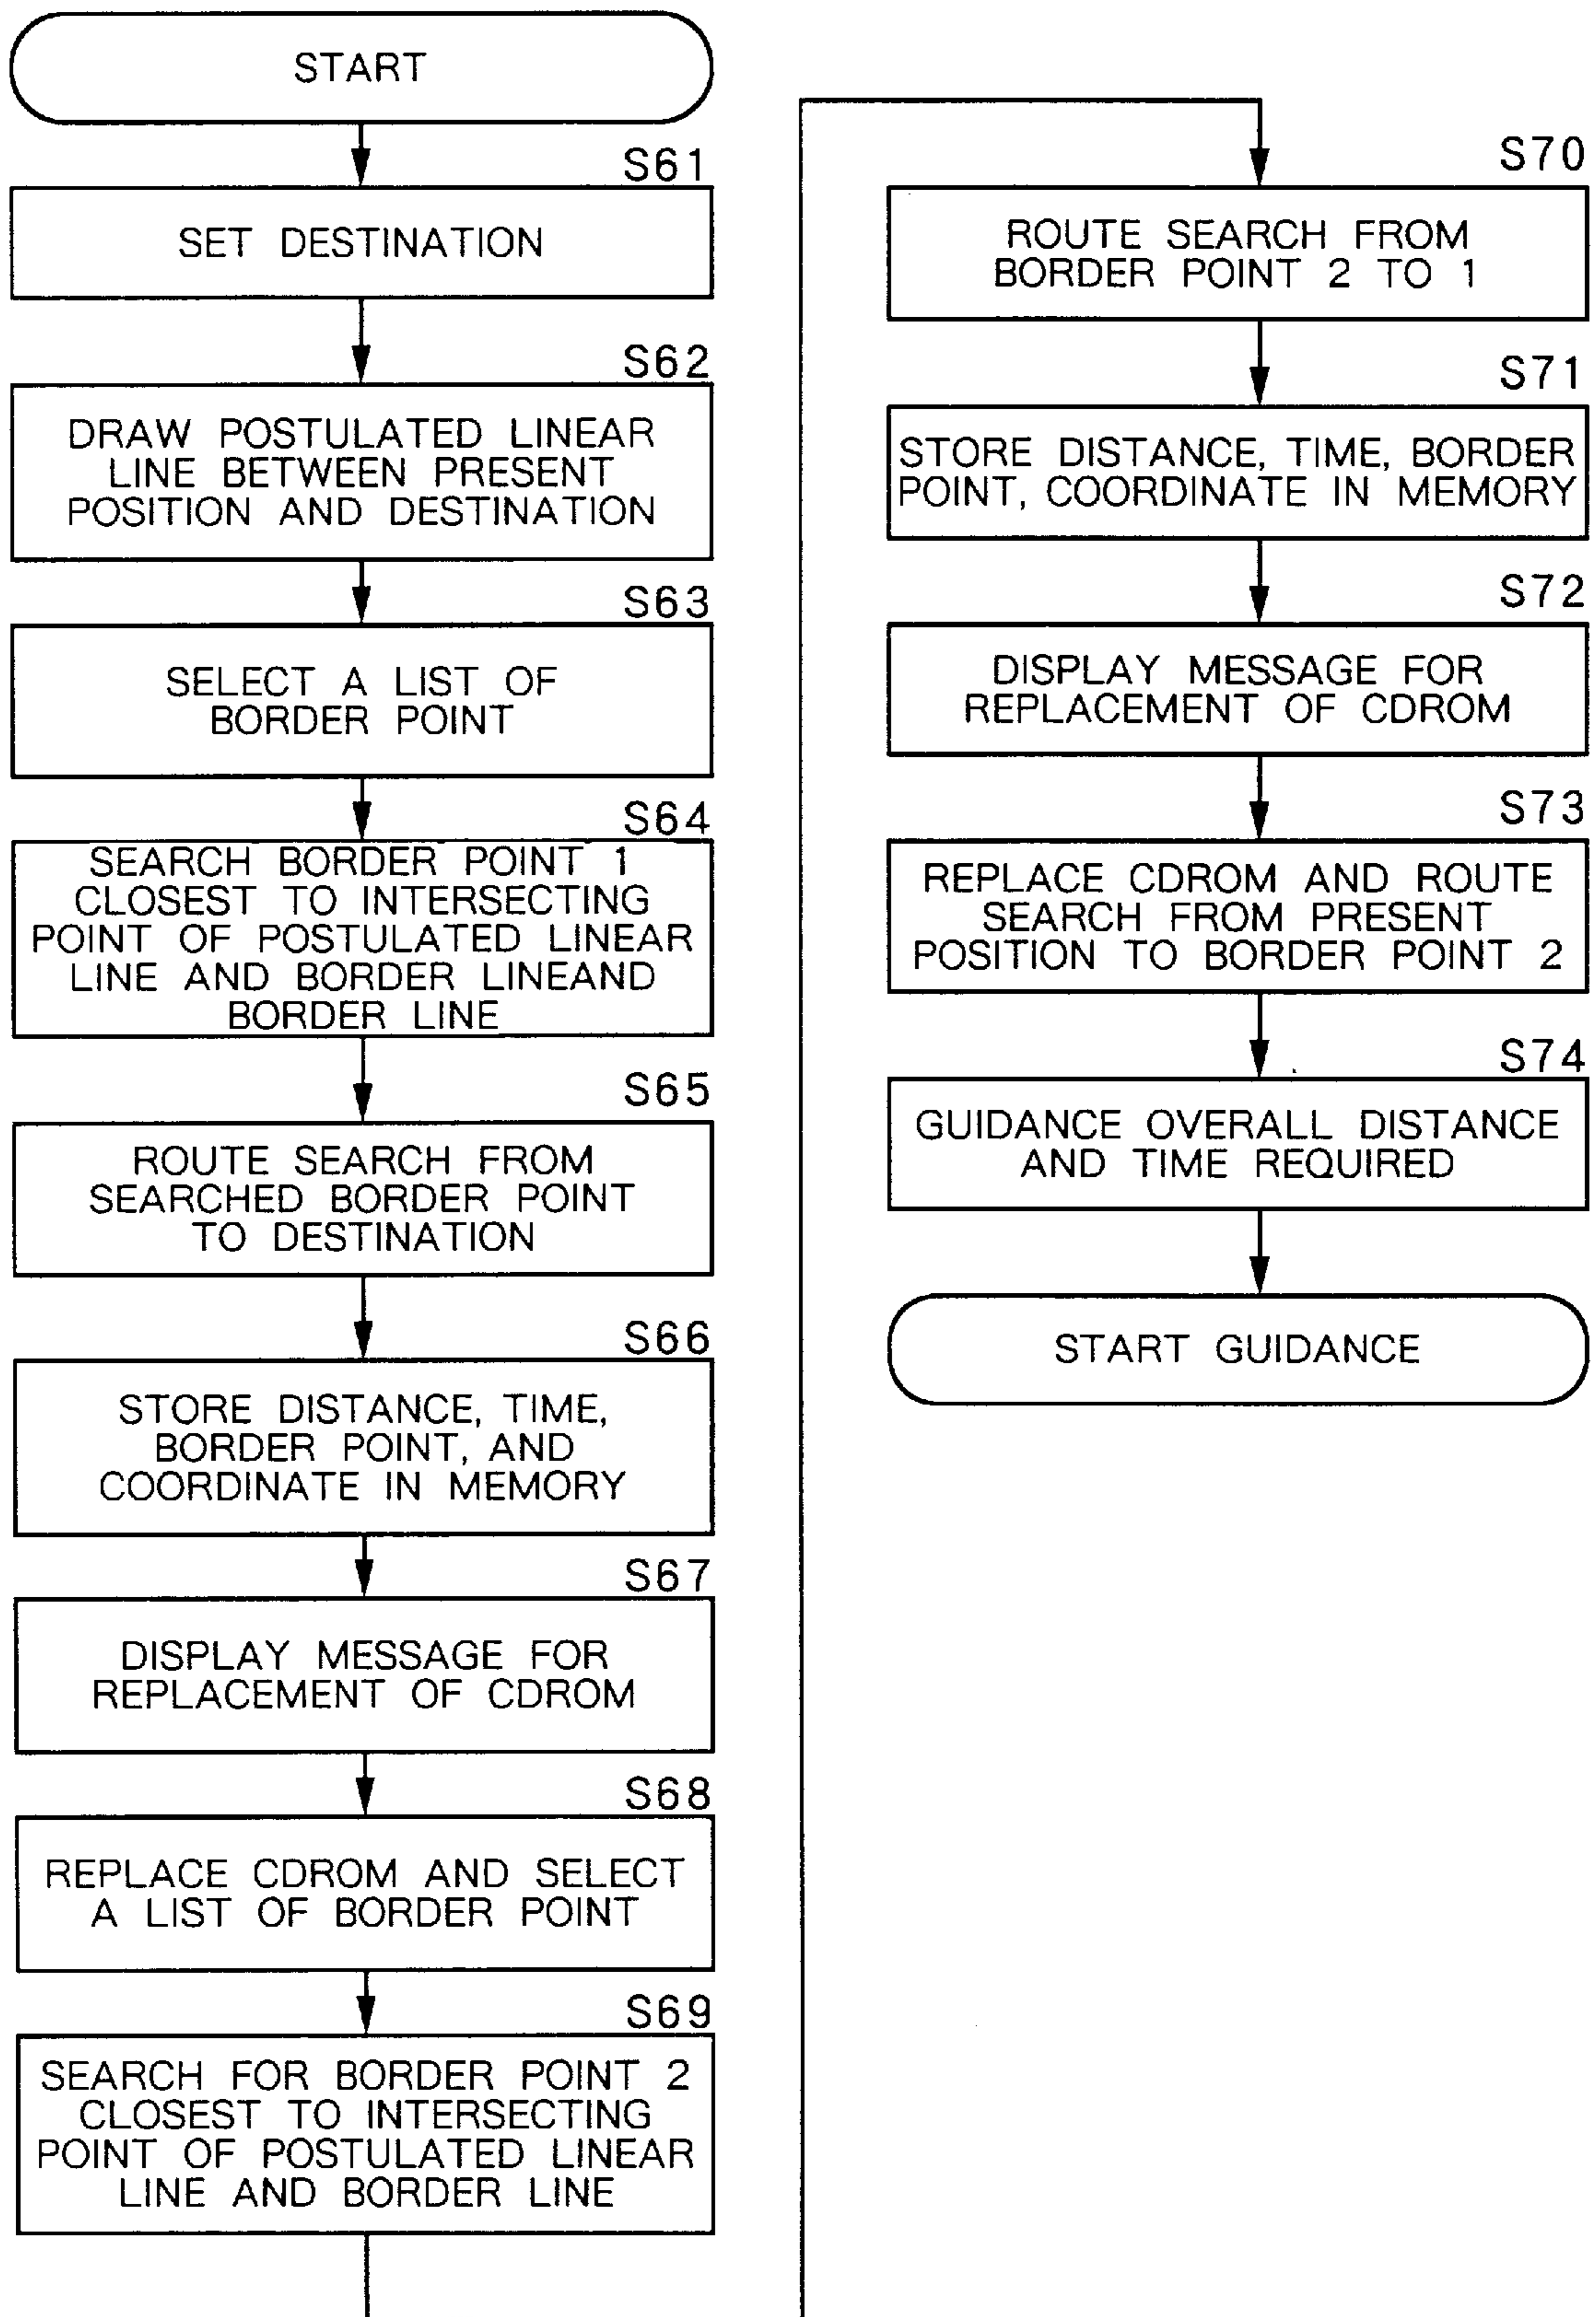 START
S61
SET DESTINATION
S62
DRAW POSTULATED LINEAR
LINE BETWEEN PRESENT
POSITION AND DESTINATION
S63
SELECT A LIST OF
BORDER POINT
S64
SEARCH BORDER POINT 1
CLOSEST TO INTERSECTING
POINT OF POSTULATED LINEAR
LINE AND BORDER LINEAND
BORDER LINE
S65
ROUTE SEARCH FROM
SEARCHED BORDER POINT
TO DESTINATION
S66
STORE DISTANCE, TIME,
BORDER POINT, AND
COORDINATE IN MEMORY
S67
DISPLAY MESSAGE FOR
REPLACEMENT OF CDROM
S68
REPLACE CDROM AND SELECT
A LIST OF BORDER POINT
S69
SEARCH FOR BORDER POINT 2
CLOSEST TO INTERSECTING
POINT OF POSTULATED LINEAR
LINE AND BORDER LINE
S70
ROUTE SEARCH FROM
BORDER POINT 2 TO 1
S71
STORE DISTANCE, TIME, BORDER
POINT, COORDINATE IN MEMORY
S72
DISPLAY MESSAGE FOR
REPLACEMENT OF CDROM
S73
REPLACE CDROM AND ROUTE
SEARCH FROM PRESENT
POSITION TO BORDER POINT 2
S74
GUIDANCE OVERALL DISTANCE
AND TIME REQUIRED
START GUIDANCE